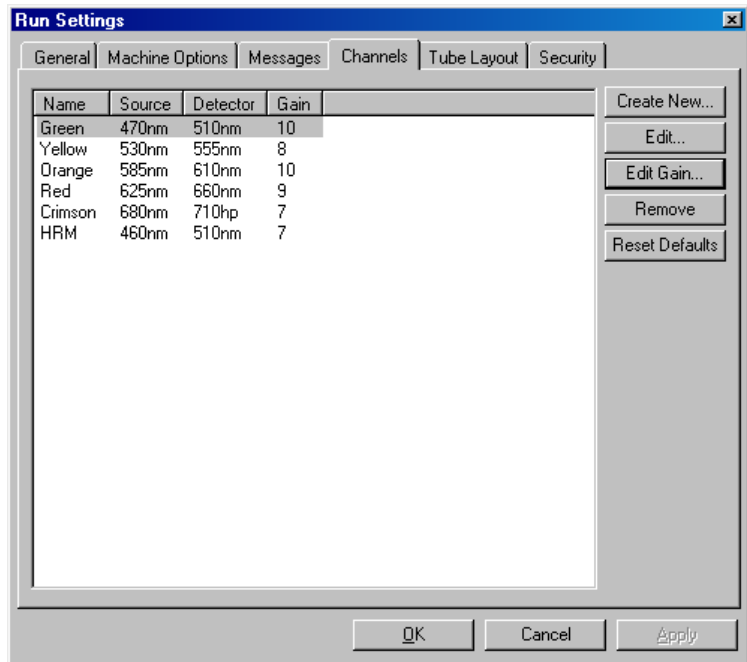 Run Settings
General Machine Options Messages Channels Tube Layout Security
Name Source Detector Gain
Green 470nm 510nm 10
Yellow 530nm 555nm 8
Orange 585nm 610nm 10
Red 625nm 660nm 9
Crimson 680nm 710hp 7
HRM 460nm 510nm 7
Create New...
Edit...
Edit Gain...
Remove
Reset Defaults
OK Cancel Apply